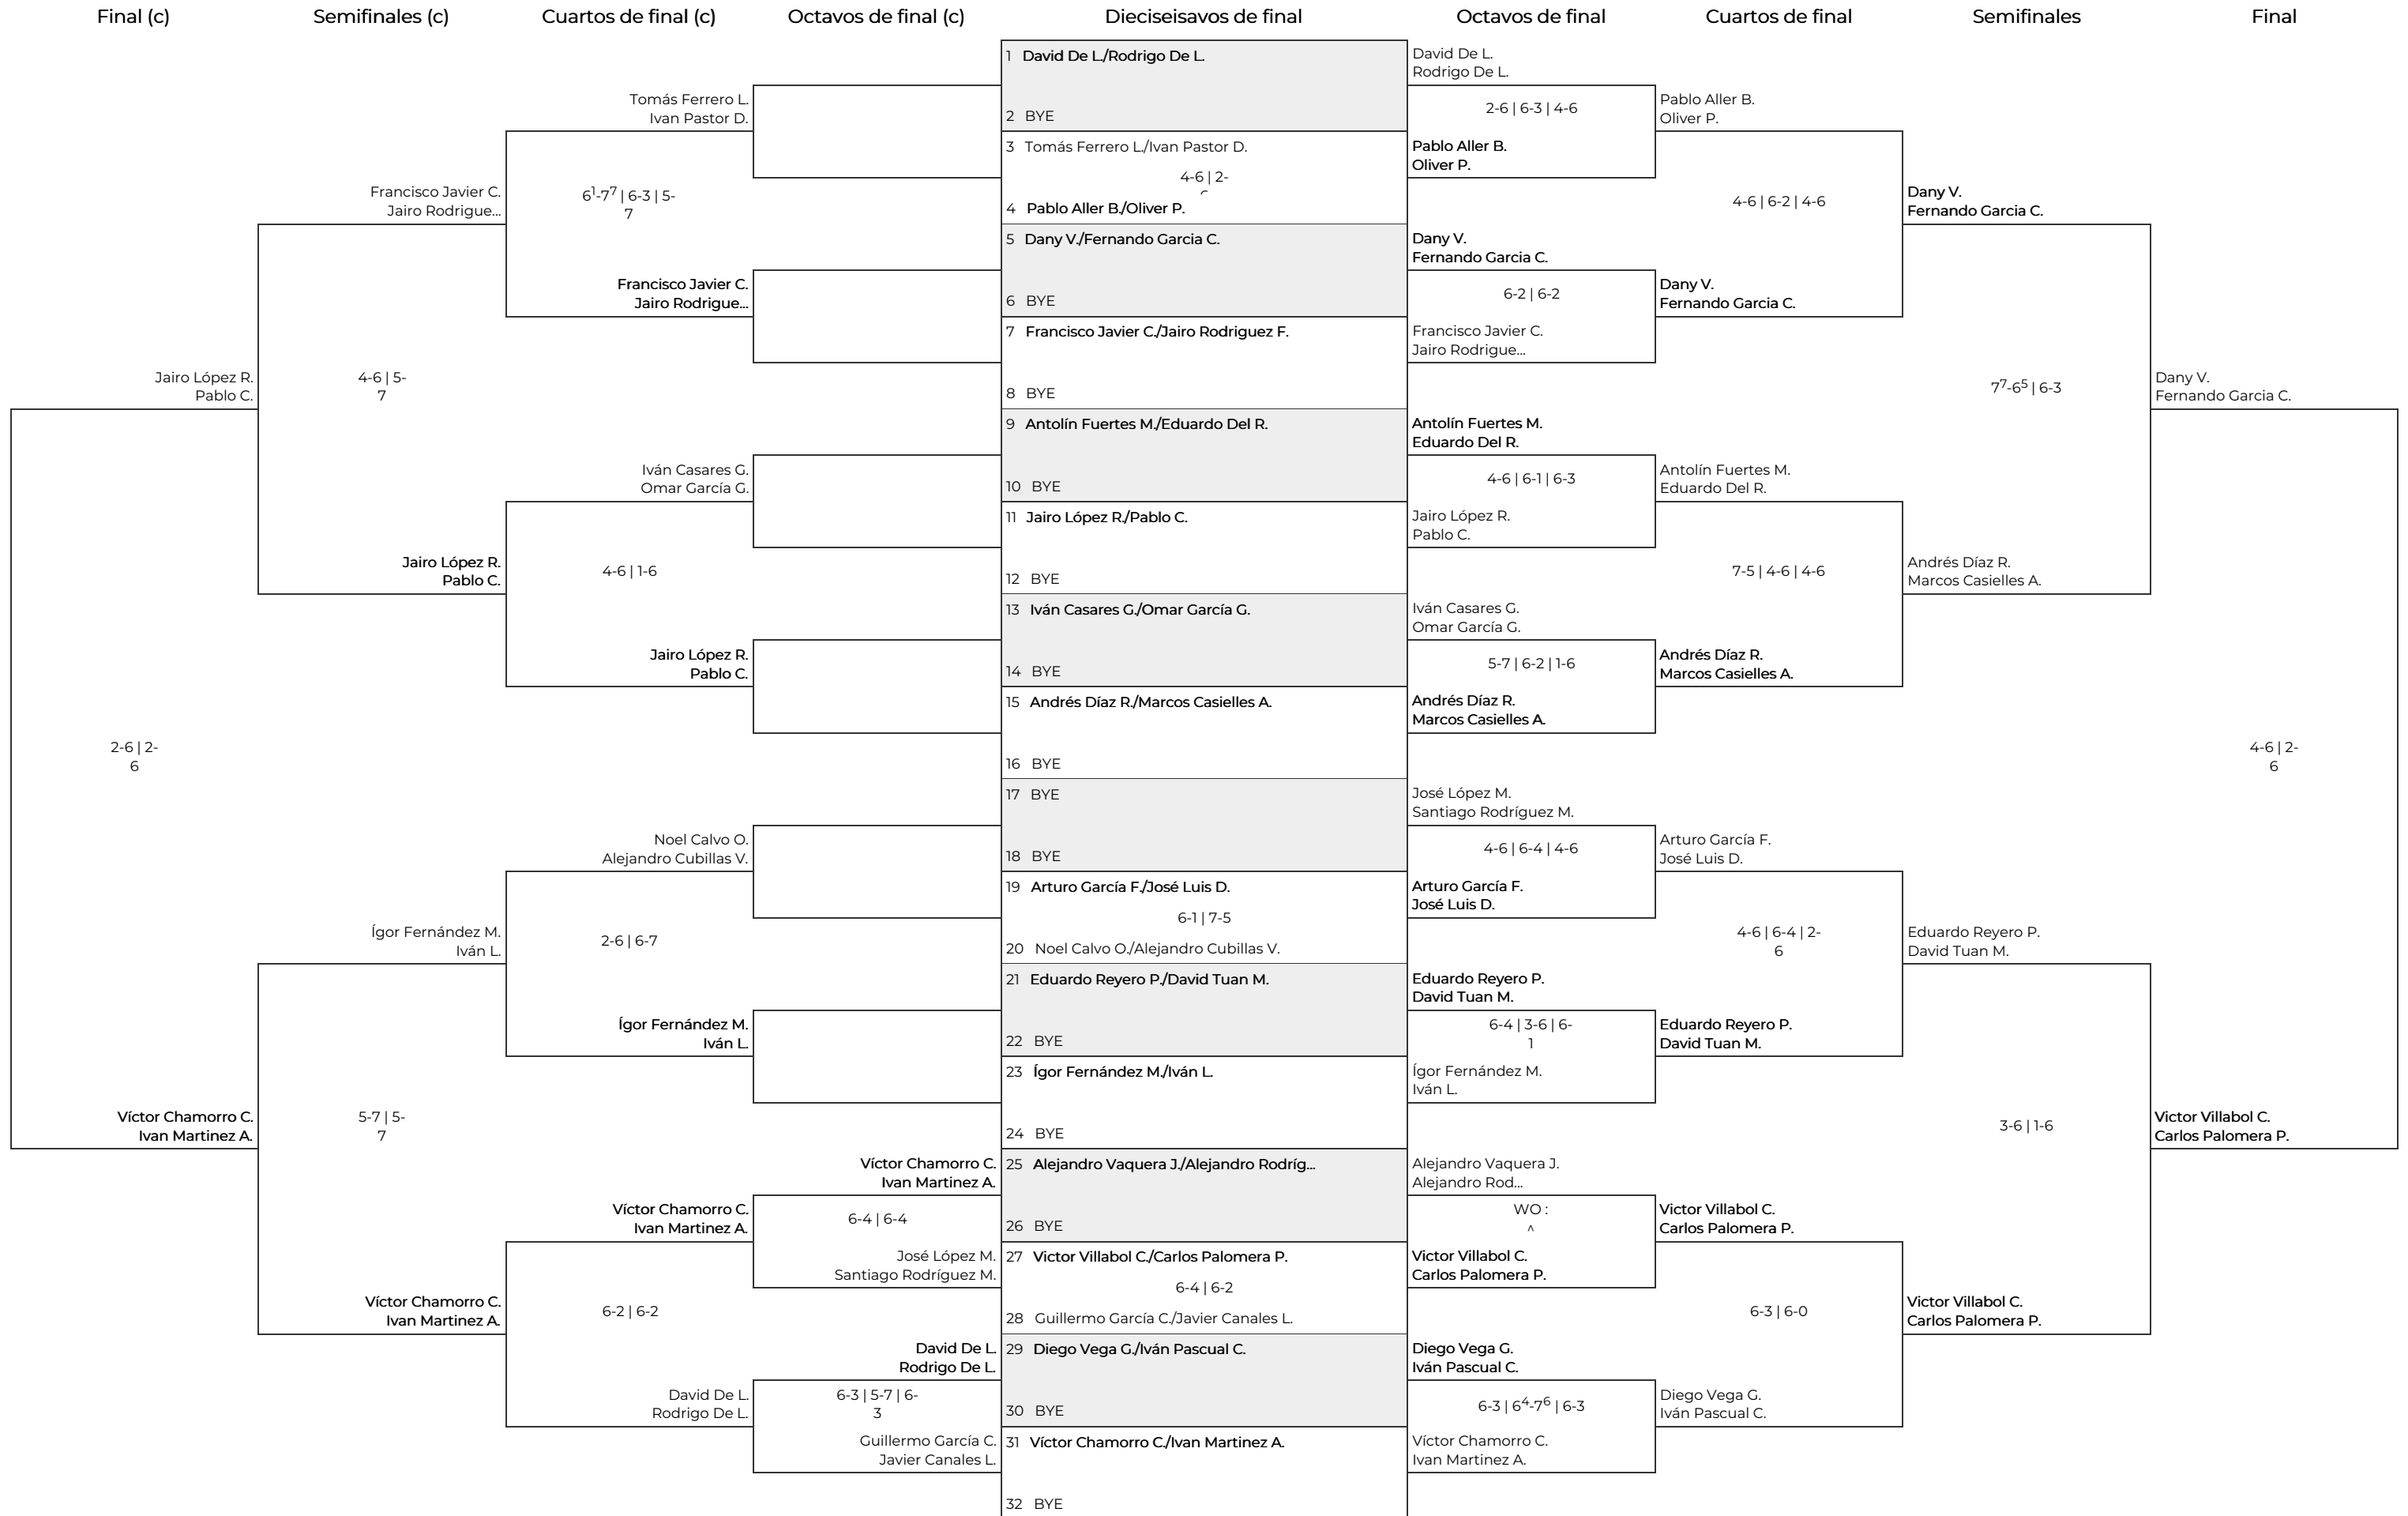 Final (c)
Semifinales (c)
Cuartos de final (c)
Octavos de final (c)
Dieciseisavos de final
Octavos de final
Cuartos de final
Semifinales
Final
Jairo López R.
Pablo C.
2-6 | 2-
6
Víctor Chamorro C.
Ivan Martinez A.
Francisco Javier C.
Jairo Rodrigue...
4-6 | 5-
7
Jairo López R.
Pablo C.
Ígor Fernández M.
Iván L.
5-7 | 5-
7
Víctor Chamorro C.
Ivan Martinez A.
Tomás Ferrero L.
Ivan Pastor D.
6¹-7⁷ | 6-3 | 5-
7
Francisco Javier C.
Jairo Rodrigue...
Iván Casares G.
Omar García G.
4-6 | 1-6
Jairo López R.
Pablo C.
Noel Calvo O.
Alejandro Cubillas V.
2-6 | 6-7
Ígor Fernández M.
Iván L.
Víctor Chamorro C.
Ivan Martinez A.
6-2 | 6-2
David De L.
Rodrigo De L.
Víctor Chamorro C.
Ivan Martinez A.
6-4 | 6-4
José López M.
Santiago Rodríguez M.
David De L.
Rodrigo De L.
6-3 | 5-7 | 6-
3
Guillermo García C.
Javier Canales L.
1 David De L./Rodrigo De L.
2 BYE
3 Tomás Ferrero L./Ivan Pastor D.
4-6 | 2-
4 Pablo Aller B./Oliver P.
5 Dany V./Fernando Garcia C.
6 BYE
7 Francisco Javier C./Jairo Rodriguez F.
8 BYE
9 Antolín Fuertes M./Eduardo Del R.
10 BYE
11 Jairo López R./Pablo C.
12 BYE
13 Iván Casares G./Omar García G.
14 BYE
15 Andrés Díaz R./Marcos Casielles A.
16 BYE
17 BYE
18 BYE
19 Arturo García F./José Luis D.
6-1 | 7-5
20 Noel Calvo O./Alejandro Cubillas V.
21 Eduardo Reyero P./David Tuan M.
22 BYE
23 Ígor Fernández M./Iván L.
24 BYE
25 Alejandro Vaquera J./Alejandro Rodríg...
26 BYE
27 Victor Villabol C./Carlos Palomera P.
6-4 | 6-2
28 Guillermo García C./Javier Canales L.
29 Diego Vega G./Iván Pascual C.
30 BYE
31 Víctor Chamorro C./Ivan Martinez A.
32 BYE
David De L.
Rodrigo De L.
2-6 | 6-3 | 4-6
Pablo Aller B.
Oliver P.
Dany V.
Fernando Garcia C.
6-2 | 6-2
Francisco Javier C.
Jairo Rodrigue...
Antolín Fuertes M.
Eduardo Del R.
4-6 | 6-1 | 6-3
Jairo López R.
Pablo C.
Iván Casares G.
Omar García G.
5-7 | 6-2 | 1-6
Andrés Díaz R.
Marcos Casielles A.
José López M.
Santiago Rodríguez M.
4-6 | 6-4 | 4-6
Arturo García F.
José Luis D.
Eduardo Reyero P.
David Tuan M.
6-4 | 3-6 | 6-
1
Ígor Fernández M.
Iván L.
Alejandro Vaquera J.
Alejandro Rod...
WO :
^
Victor Villabol C.
Carlos Palomera P.
Diego Vega G.
Iván Pascual C.
6-3 | 6⁴-7⁶ | 6-3
Víctor Chamorro C.
Ivan Martinez A.
Pablo Aller B.
Oliver P.
4-6 | 6-2 | 4-6
Dany V.
Fernando Garcia C.
Antolín Fuertes M.
Eduardo Del R.
7-5 | 4-6 | 4-6
Andrés Díaz R.
Marcos Casielles A.
Arturo García F.
José Luis D.
4-6 | 6-4 | 2-
6
Eduardo Reyero P.
David Tuan M.
Victor Villabol C.
Carlos Palomera P.
6-3 | 6-0
Diego Vega G.
Iván Pascual C.
Dany V.
Fernando Garcia C.
7⁷-6⁵ | 6-3
Andrés Díaz R.
Marcos Casielles A.
Eduardo Reyero P.
David Tuan M.
3-6 | 1-6
Victor Villabol C.
Carlos Palomera P.
Dany V.
Fernando Garcia C.
4-6 | 2-
6
Victor Villabol C.
Carlos Palomera P.